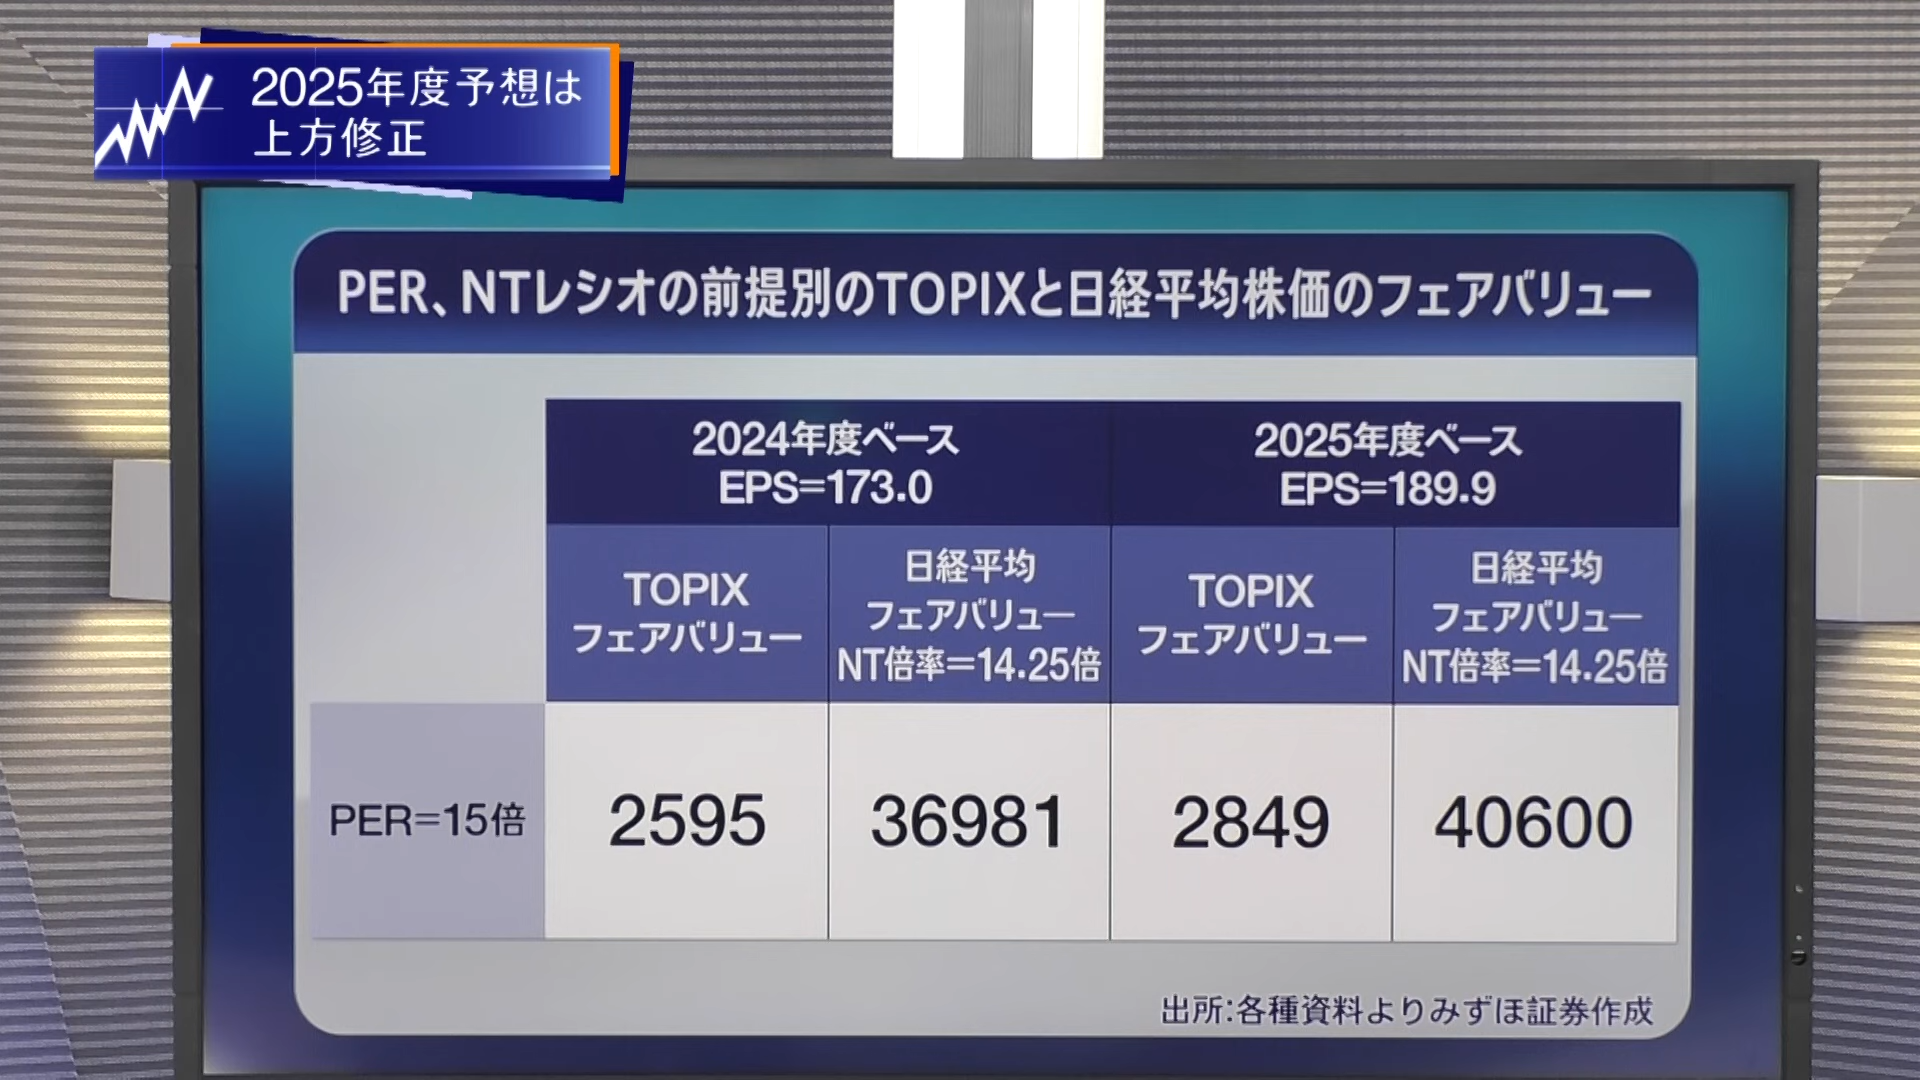 2025年度予想は
上方修正
PER、NTレシオの前提別のTOPIXと日経平均株価のフェアバリュー
2024年度ベース
EPS=173.0
2025年度ベース
EPS=189.9
TOPIX
フェアバリュー
日経平均
フェアバリュー
NT倍率=14.25倍
TOPIX
フェアバリュー
日経平均
フェアバリュー
NT倍率=14.25倍
PER=15倍
2595
36981
2849
40600
出所:各種資料よりみずほ証券作成